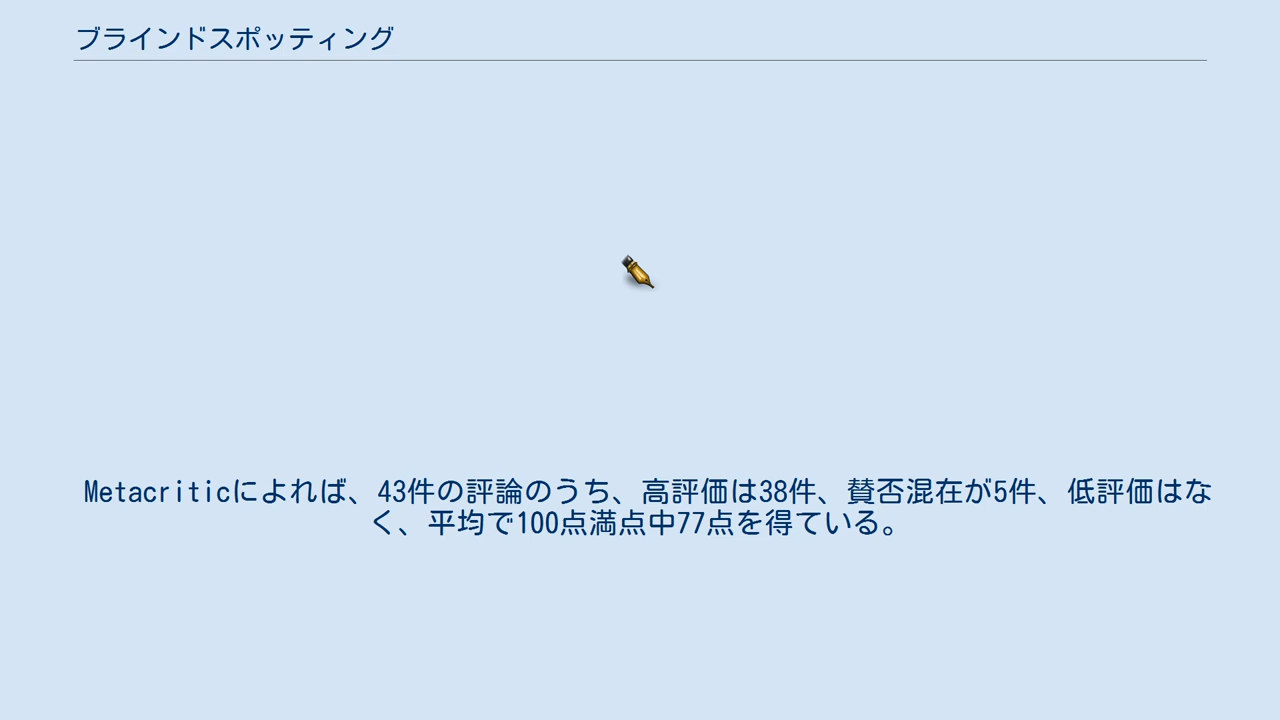 ブラインドスポッティング
Metacriticによれば、43件の評論のうち、高評価は38件、賛否混在が5件、低評価はな
く、平均で100点満点中77点を得ている。